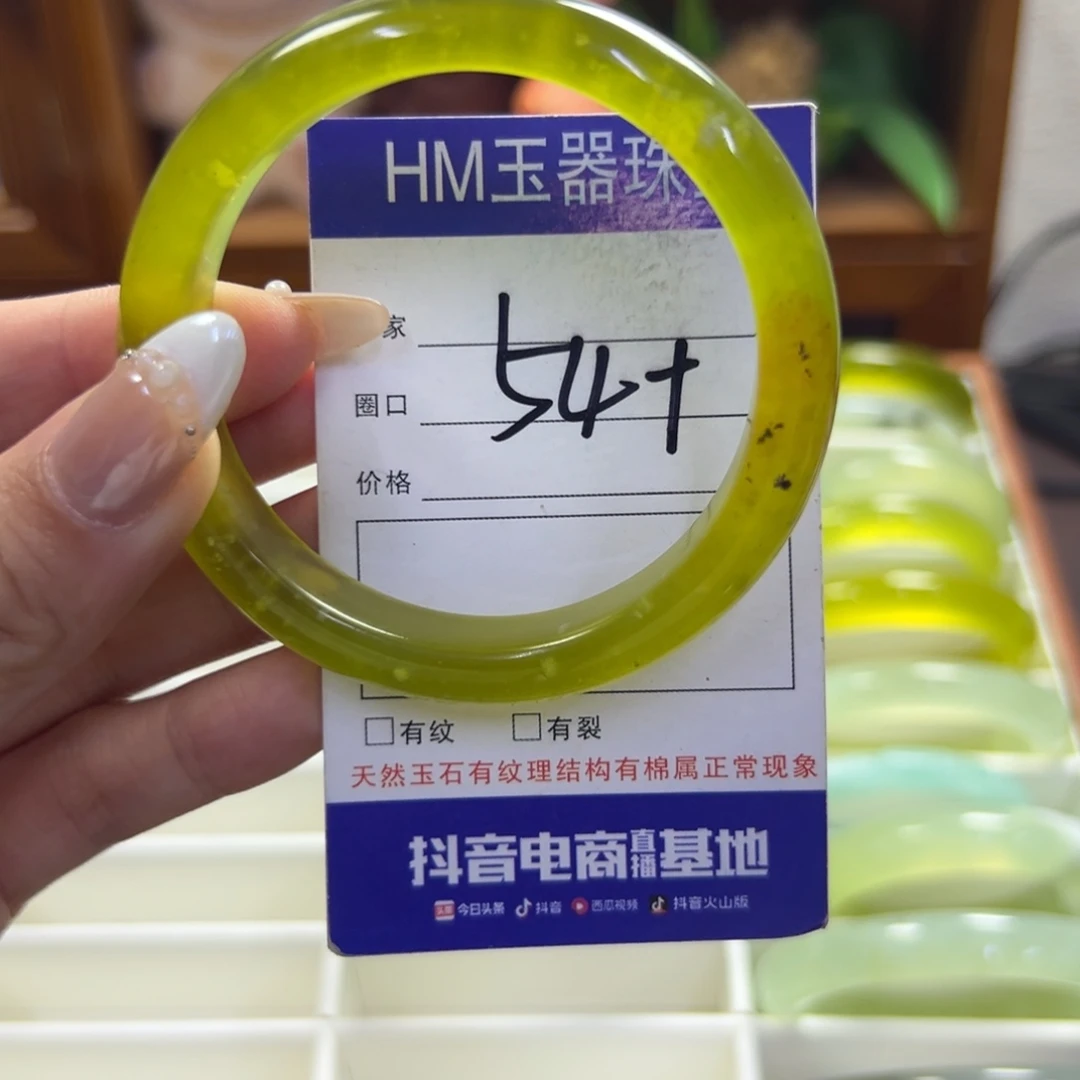 HM玉器珠
家
54+
圈口
价格
有纹 有裂
天然玉石有纹理结构有棉属正常现象
抖音电商直播基地
头条 今日头条 抖音 西瓜视频 抖音火山版